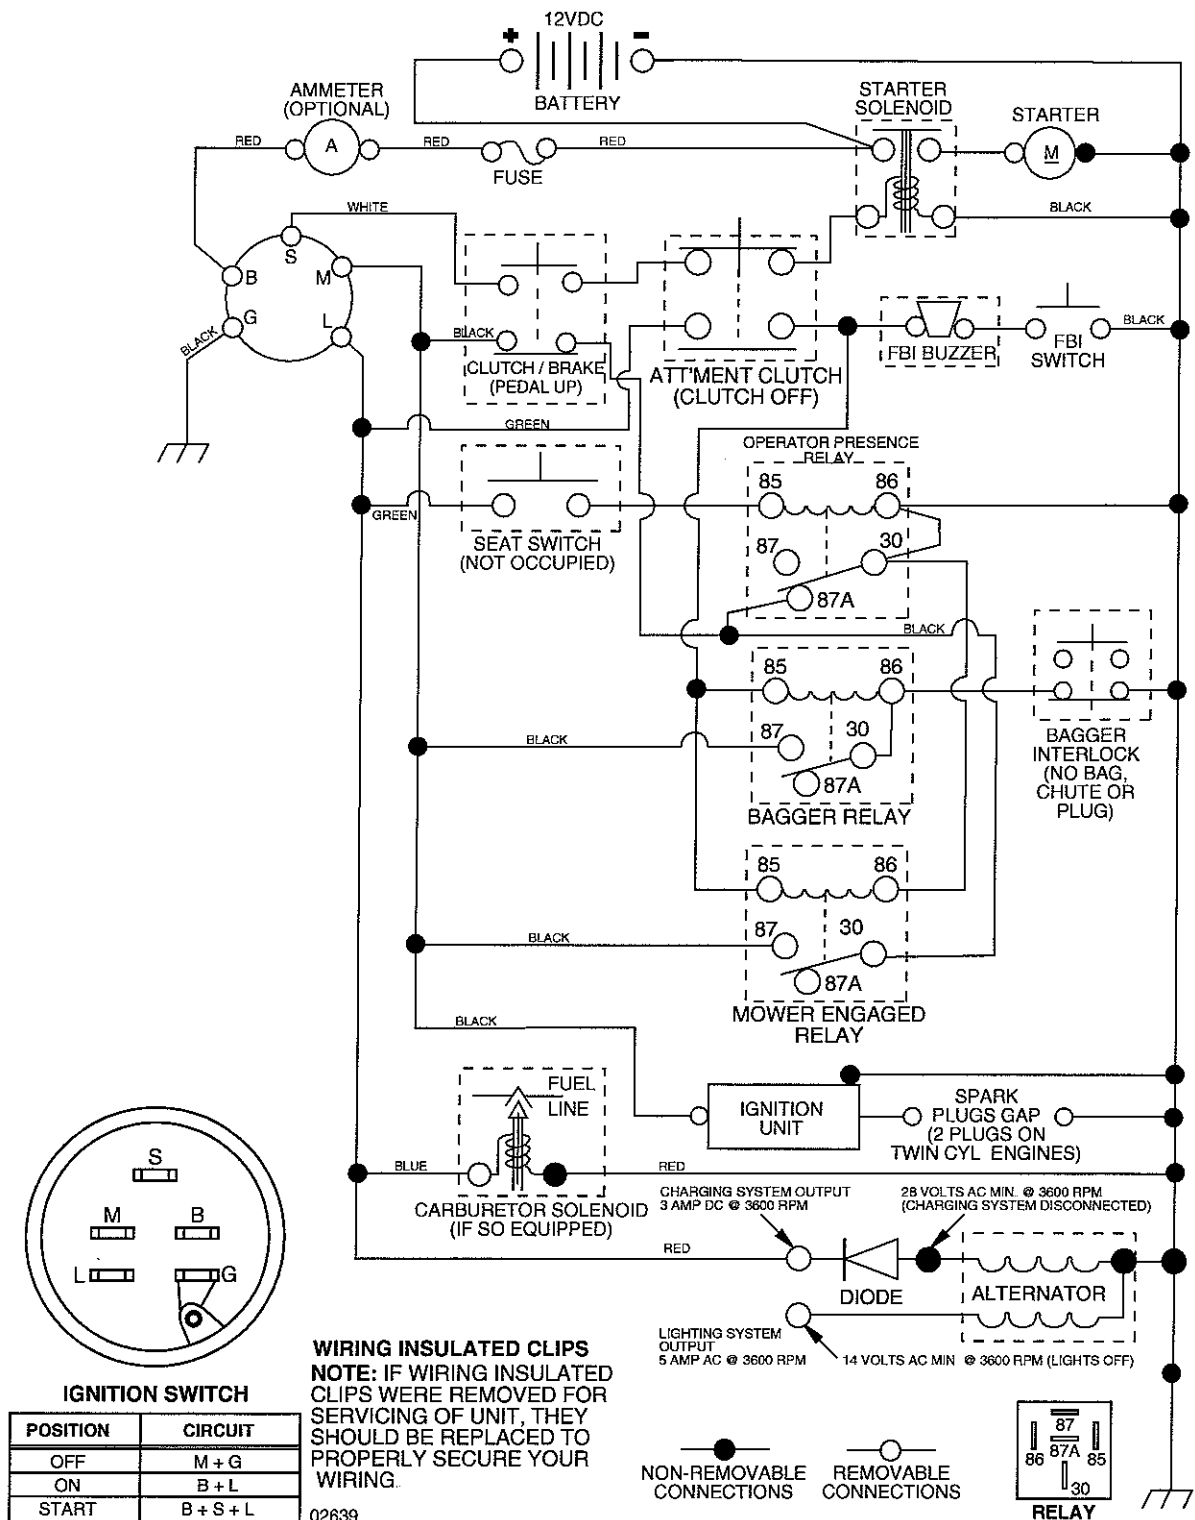 12VDC
+ -
BATTERY
AMMETER
(OPTIONAL)
A
RED
RED
FUSE
RED
STARTER
SOLENOID
STARTER
M
BLACK
WHITE
S
B
M
G
L
BLACK
BLACK
CLUTCH / BRAKE
(PEDAL UP)
ATT'MENT CLUTCH
(CLUTCH OFF)
FBI BUZZER
FBI
SWITCH
BLACK
GREEN
GREEN
SEAT SWITCH
(NOT OCCUPIED)
OPERATOR PRESENCE
RELAY
85
86
87
30
87A
BLACK
85
86
87
30
87A
BLACK
BAGGER RELAY
BAGGER
INTERLOCK
(NO BAG,
CHUTE OR
PLUG)
85
86
87
30
87A
BLACK
MOWER ENGAGED
RELAY
BLACK
FUEL
LINE
IGNITION
UNIT
SPARK
PLUGS GAP
(2 PLUGS ON
TWIN CYL ENGINES)
BLUE
RED
CARBURETOR SOLENOID
(IF SO EQUIPPED)
CHARGING SYSTEM OUTPUT
3 AMP DC @ 3600 RPM
28 VOLTS AC MIN. @ 3600 RPM
(CHARGING SYSTEM DISCONNECTED)
RED
DIODE
ALTERNATOR
LIGHTING SYSTEM
OUTPUT
5 AMP AC @ 3600 RPM
14 VOLTS AC MIN @ 3600 RPM (LIGHTS OFF)
S
M
B
L
G
IGNITION SWITCH
POSITION CIRCUIT
OFF M + G
ON B + L
START B + S + L
WIRING INSULATED CLIPS
NOTE: IF WIRING INSULATED
CLIPS WERE REMOVED FOR
SERVICING OF UNIT, THEY
SHOULD BE REPLACED TO
PROPERLY SECURE YOUR
WIRING.
02639
NON-REMOVABLE
CONNECTIONS
REMOVABLE
CONNECTIONS
87
86 87A 85
30
RELAY